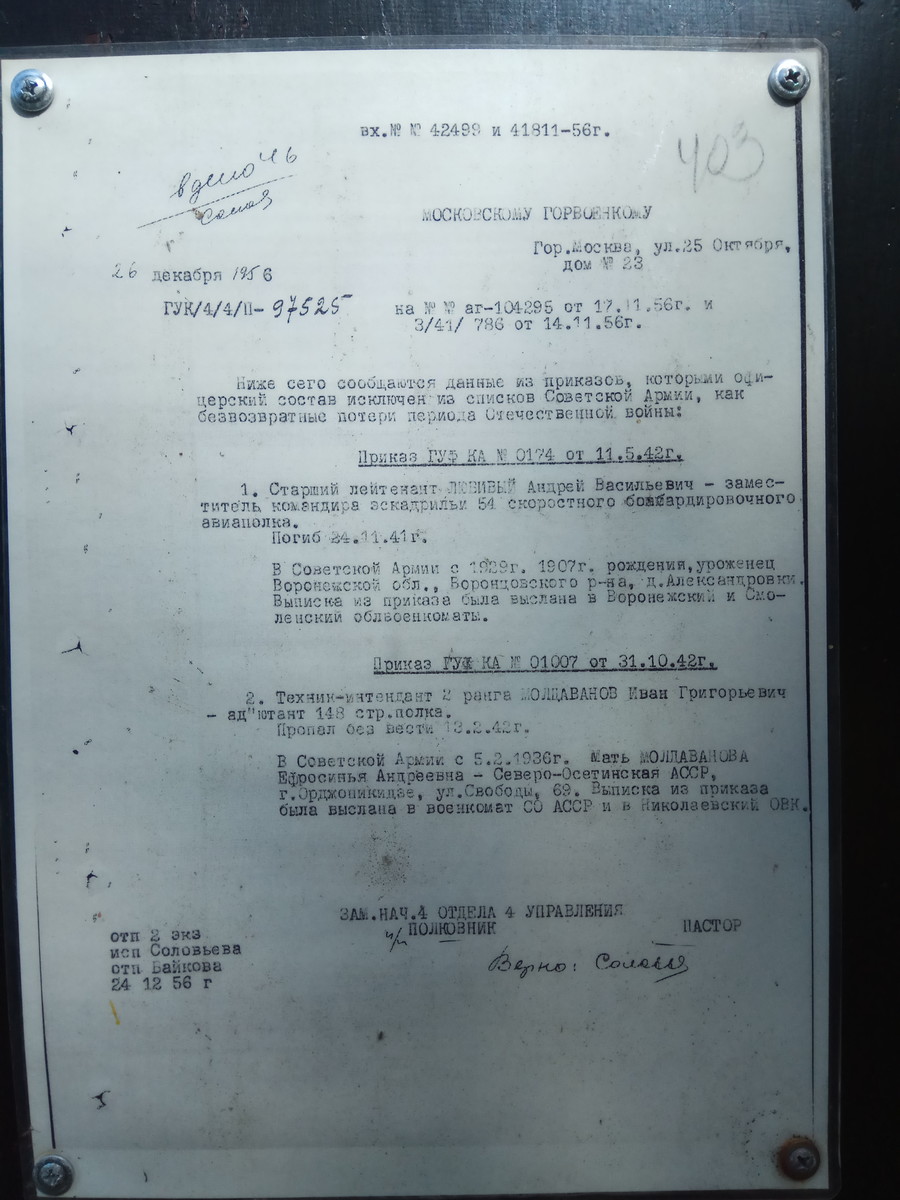 вх.№ № 42499 и 41811-56г.
403
в дело 4б
МОСКОВСКОМУ ГОРВОЕНКОМУ
Гор.Москва, ул.25 Октября,
дом № 23
26 декабря 1956
ГУК/4/4/П-97525
на № № аг-104295 от 17.11.56г. и
3/41/ 786 от 14.11.56г.
Ниже сего сообщаются данные из приказов, которыми офи-
церский состав исключен из списков Советской Армии, как
безвозвратные потери периода Отечественной войны:
Приказ ГУФ КА № 0174 от 11.5.42г.
1. Старший лейтенант ЛЮБИВЫЙ Андрей Васильевич - замес-
титель командира эскадрильи 54 скоростного бомбардировочного
авиаполка.
Погиб 24.11.41г.
В Советской Армии с 1929г. 1907г. рождения, уроженец
Воронежской обл., Воронцовского р-на, д.Александровки.
Выписка из приказа была выслана в Воронежский и Смо-
ленский облвоенкоматы.
Приказ ГУФ КА № 01007 от 31.10.42г.
2. Техник-интендант 2 ранга МОЛДАВАНОВ Иван Григорьевич
- ад"ютант 148 стр.полка.
Пропал без вести 13.2.42г.
В Советской Армии с 5.2.1936г. Мать МОЛДАВАНОВА
Ефросинья Андреевна - Северо-Осетинская АССР,
г.Орджоникидзе, ул.Свободы, 69. Выписка из приказа
была выслана в военкомат СО АССР и в Николаевский ОВК.
ЗАМ.НАЧ.4 ОТДЕЛА 4 УПРАВЛЕНИЯ
п/п ПОЛКОВНИК ПАСТОР
Верно:
отп 2 экз
исп Соловьева
отп Байкова
24 12 56 г